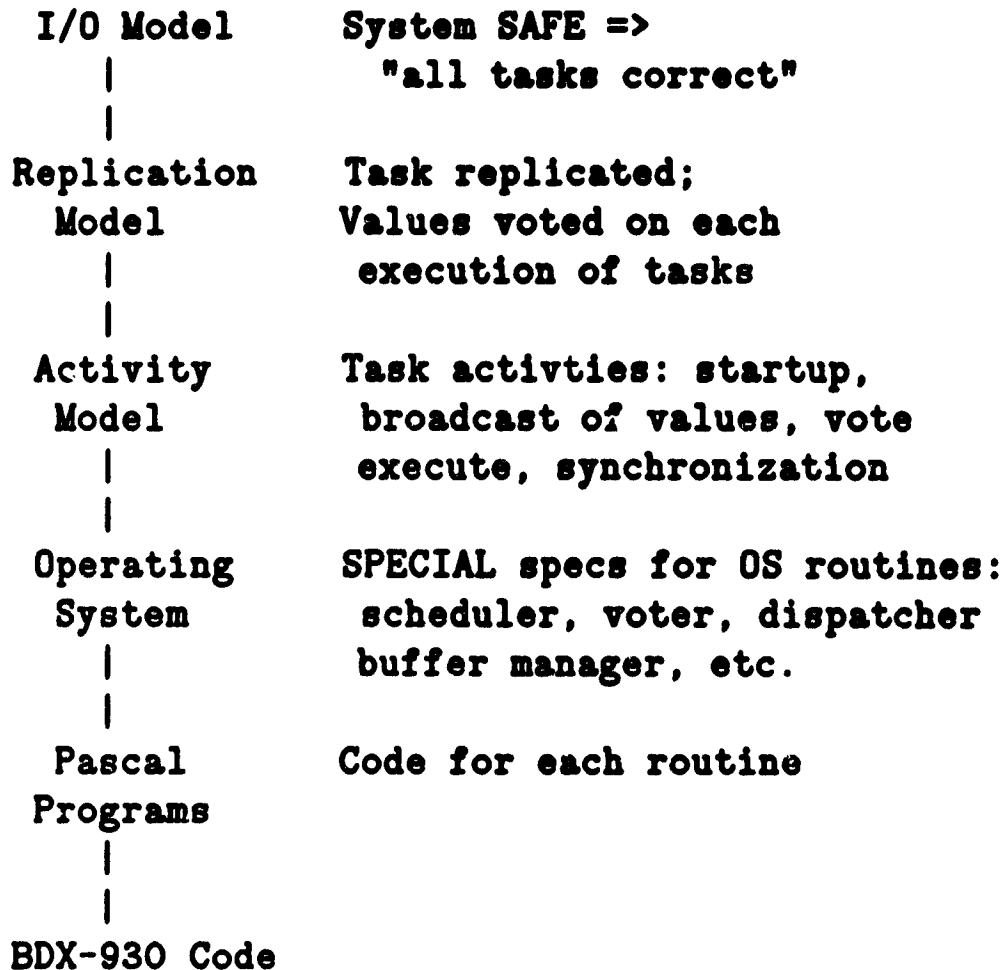 I/O Model System SAFE =>
"all tasks correct"
Replication Task replicated;
Model Values voted on each
execution of tasks
Activity Task activties: startup,
Model broadcast of values, vote
execute, synchronization
Operating SPECIAL specs for OS routines:
System scheduler, voter, dispatcher
buffer manager, etc.
Pascal Code for each routine
Programs
BDX-930 Code